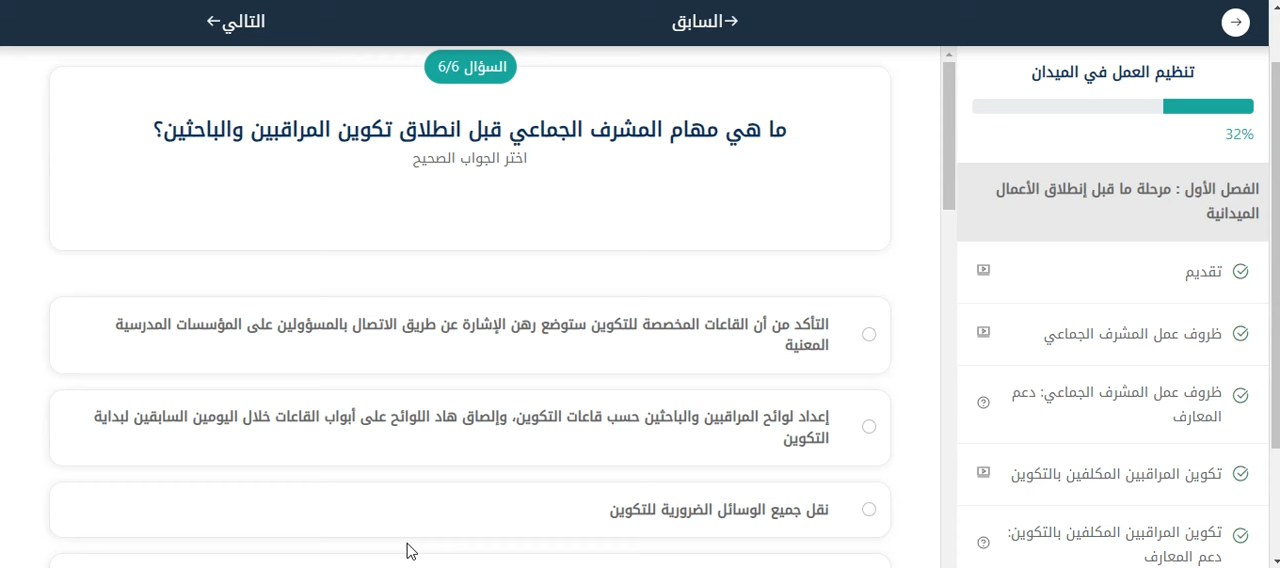 السابق
التالي
تنظيم العمل في الميدان
32%
الفصل الأول : مرحلة ما قبل إنطلاق الأعمال
الميدانية
تقديم
ظروف عمل المشرف الجماعي
ظروف عمل المشرف الجماعي: دعم
المعارف
تكوين المراقبين المكلفين بالتكوين
تكوين المراقبين المكلفين بالتكوين:
دعم المعارف
السؤال 6/6
ما هي مهام المشرف الجماعي قبل انطلاق تكوين المراقبين والباحثين؟
اختر الجواب الصحيح
التأكد من أن القاعات المخصصة للتكوين ستوضع رهن الإشارة عن طريق الاتصال بالمسؤولين على المؤسسات المدرسية
المعنية
إعداد لوائح المراقبين والباحثين حسب قاعات التكوين، وإلصاق هاد اللوائح على أبواب القاعات خلال اليومين السابقين لبداية
التكوين
نقل جميع الوسائل الضرورية للتكوين